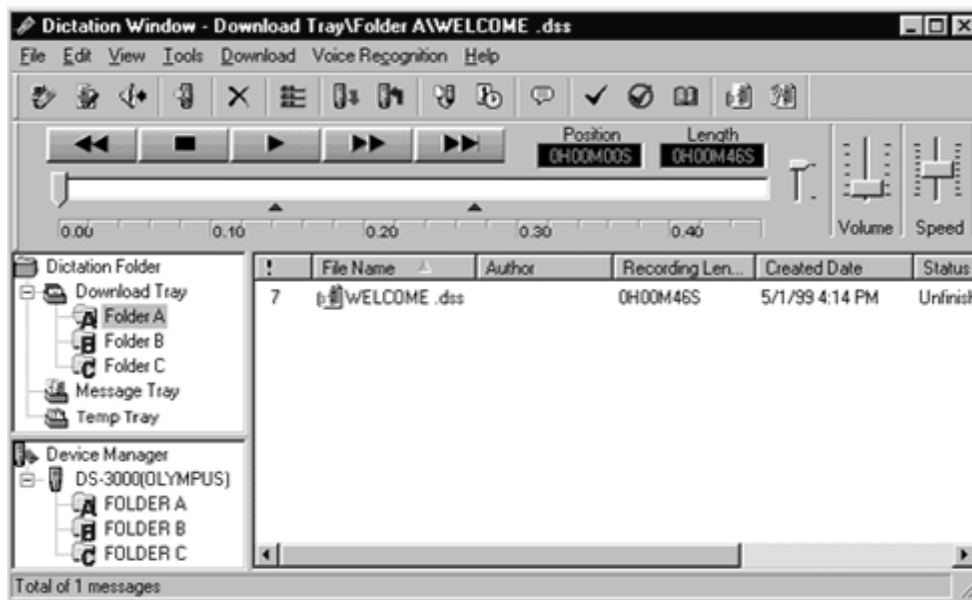 Dictation Window - Download Tray\Folder A\WELCOME .dss
File Edit View Tools Download Voice Recognition Help
Position Length
0H00M00S 0H00M46S
Volume Speed
0.00 0.10 0.20 0.30 0.40
Dictation Folder
Download Tray
Folder A
Folder B
Folder C
Message Tray
Temp Tray
! File Name Author Recording Len... Created Date Status
7 WELCOME .dss 0H00M46S 5/1/99 4:14 PM Unfinish
Device Manager
DS-3000(OLYMPUS)
FOLDER A
FOLDER B
FOLDER C
Total of 1 messages